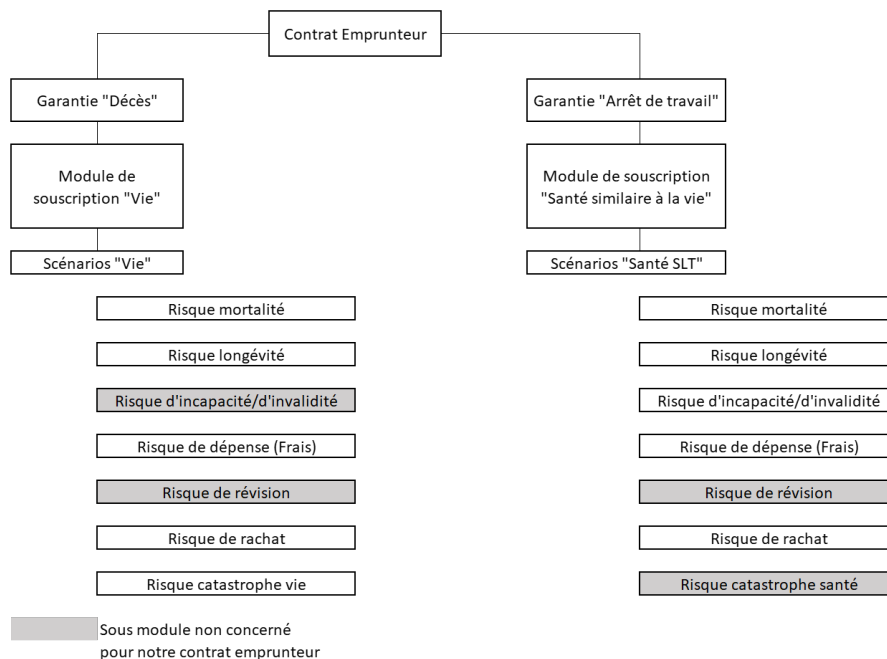 Contrat Emprunteur
Garantie "Décès"
Module de
souscription "Vie"
Scénarios "Vie"
Risque mortalité
Risque longévité
Risque d'incapacité/d'invalidité
Risque de dépense (Frais)
Risque de révision
Risque de rachat
Risque catastrophe vie
Garantie "Arrêt de travail"
Module de souscription
"Santé similaire à la vie"
Scénarios "Santé SLT"
Risque mortalité
Risque longévité
Risque d'incapacité/d'invalidité
Risque de dépense (Frais)
Risque de révision
Risque de rachat
Risque catastrophe santé
Sous module non concerné
pour notre contrat emprunteur